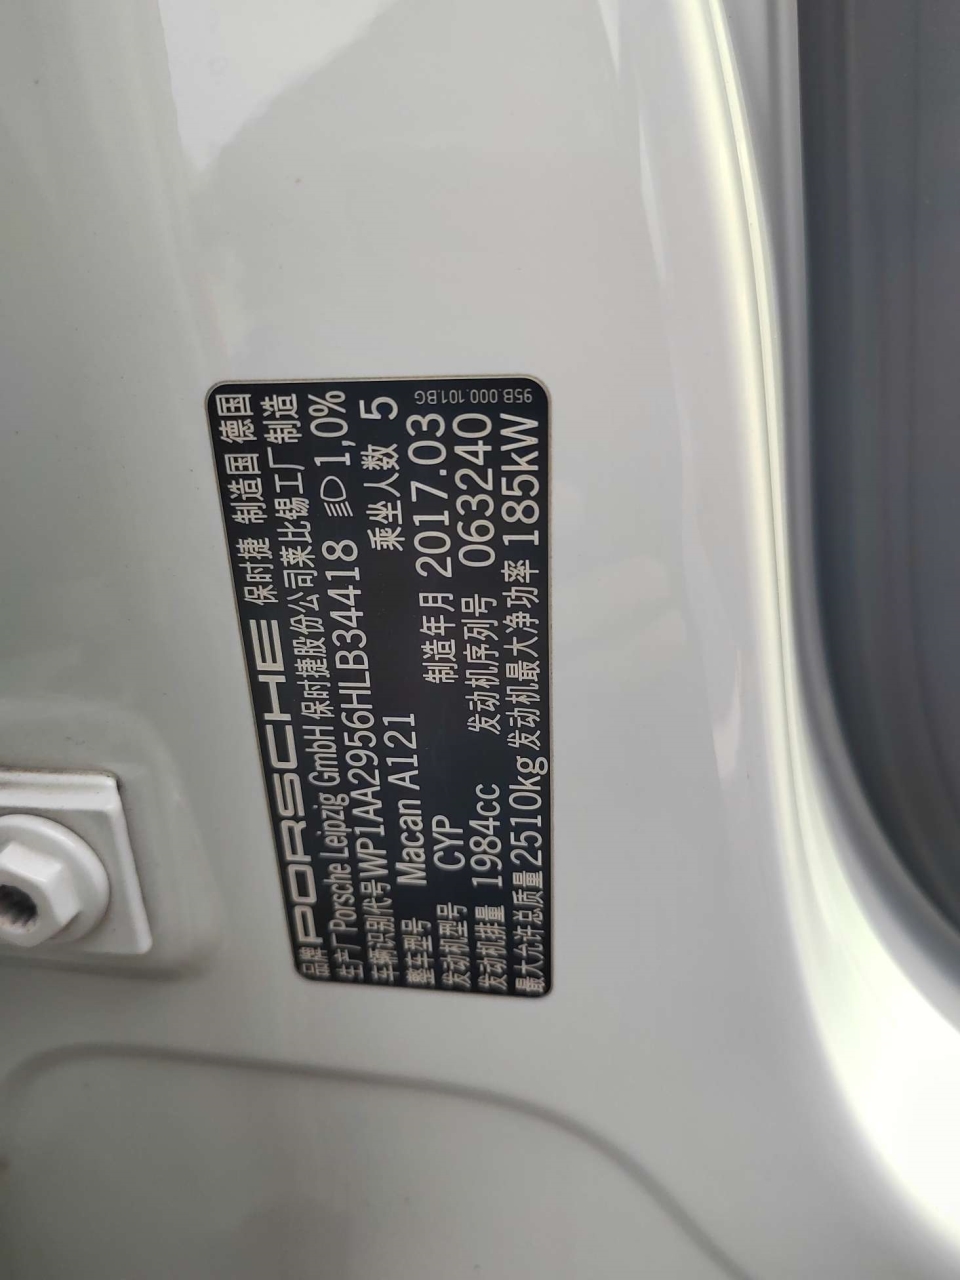 品牌 PORSCHE 保时捷 制造国 德国
生产厂 Porsche Leipzig GmbH 保时捷股份公司莱比锡工厂制造
车辆识别代号 WP1AA2956HLB34418 1,0%
整车型号 Macan A121 乘坐人数 5
发动机型号 CYP 制造年月 2017.03
发动机排量 1984cc 发动机序列号 063240
最大允许总质量 2510kg 发动机最大净功率 185kW
95B.000.101.BG